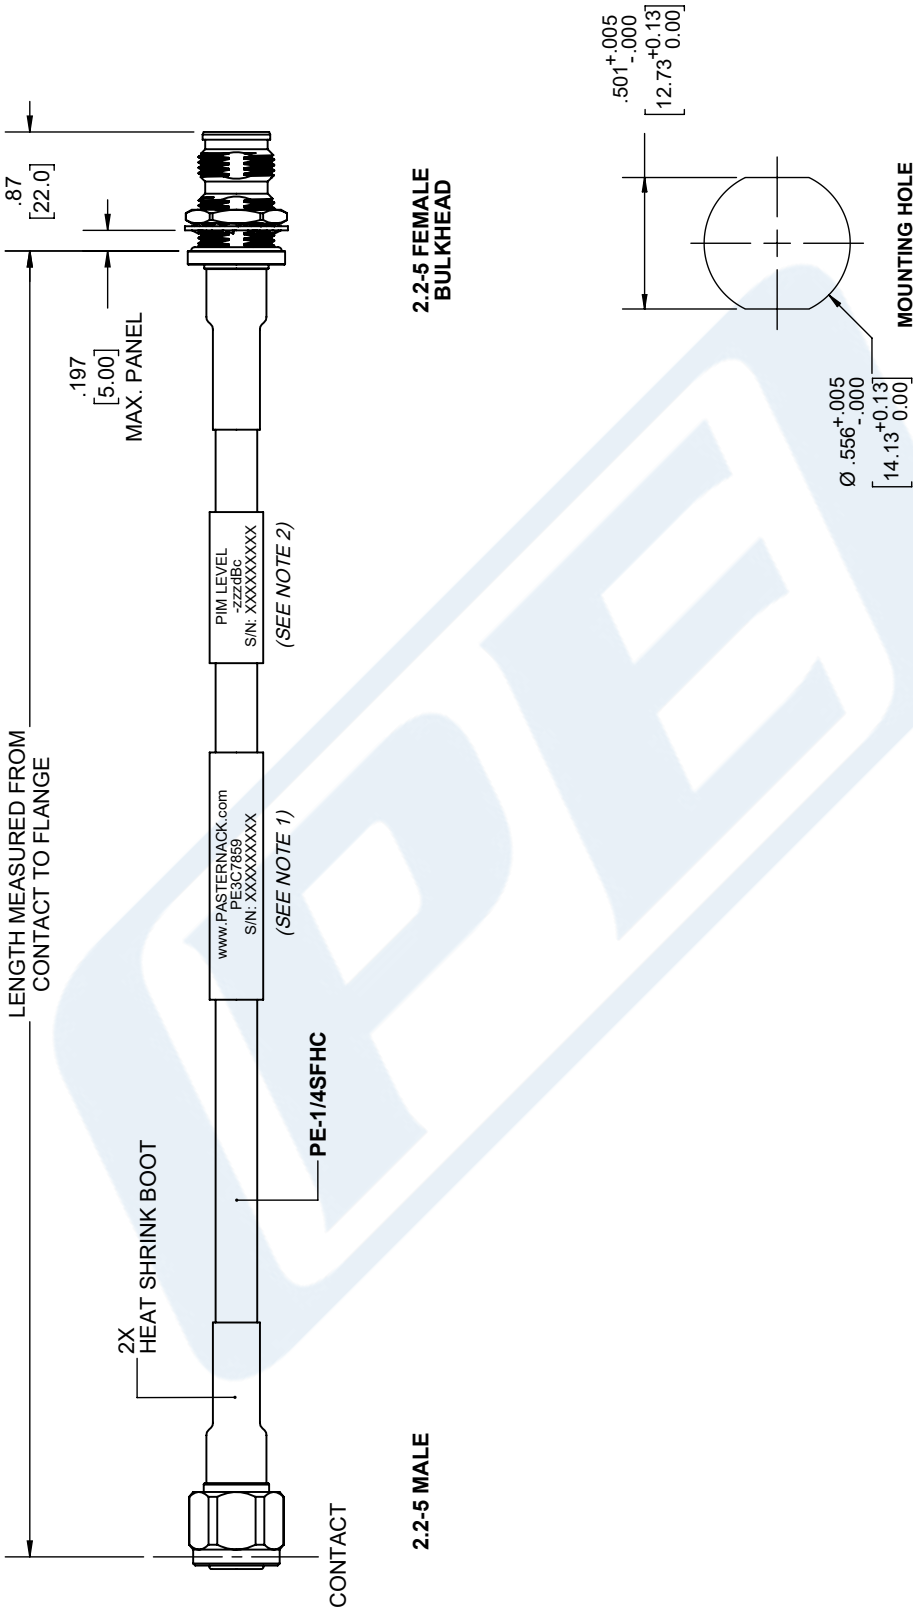 LENGTH MEASURED FROM
CONTACT TO FLANGE
.87
[22.0]
.197
[5.00]
MAX. PANEL
2X
HEAT SHRINK BOOT
www.PASTERNACK.com
PE3C7859
S/N: XXXXXXXXXX
(SEE NOTE 1)
PIM LEVEL
-zzzdBc
S/N: XXXXXXXXXX
(SEE NOTE 2)
PE-1/4SFHC
CONTACT
2.2-5 MALE
2.2-5 FEMALE
BULKHEAD
.501 +.005
-.000
[12.73 +0.13
0.00]
Ø .556 +.005
-.000
[14.13 +0.13
0.00]
MOUNTING HOLE
PE